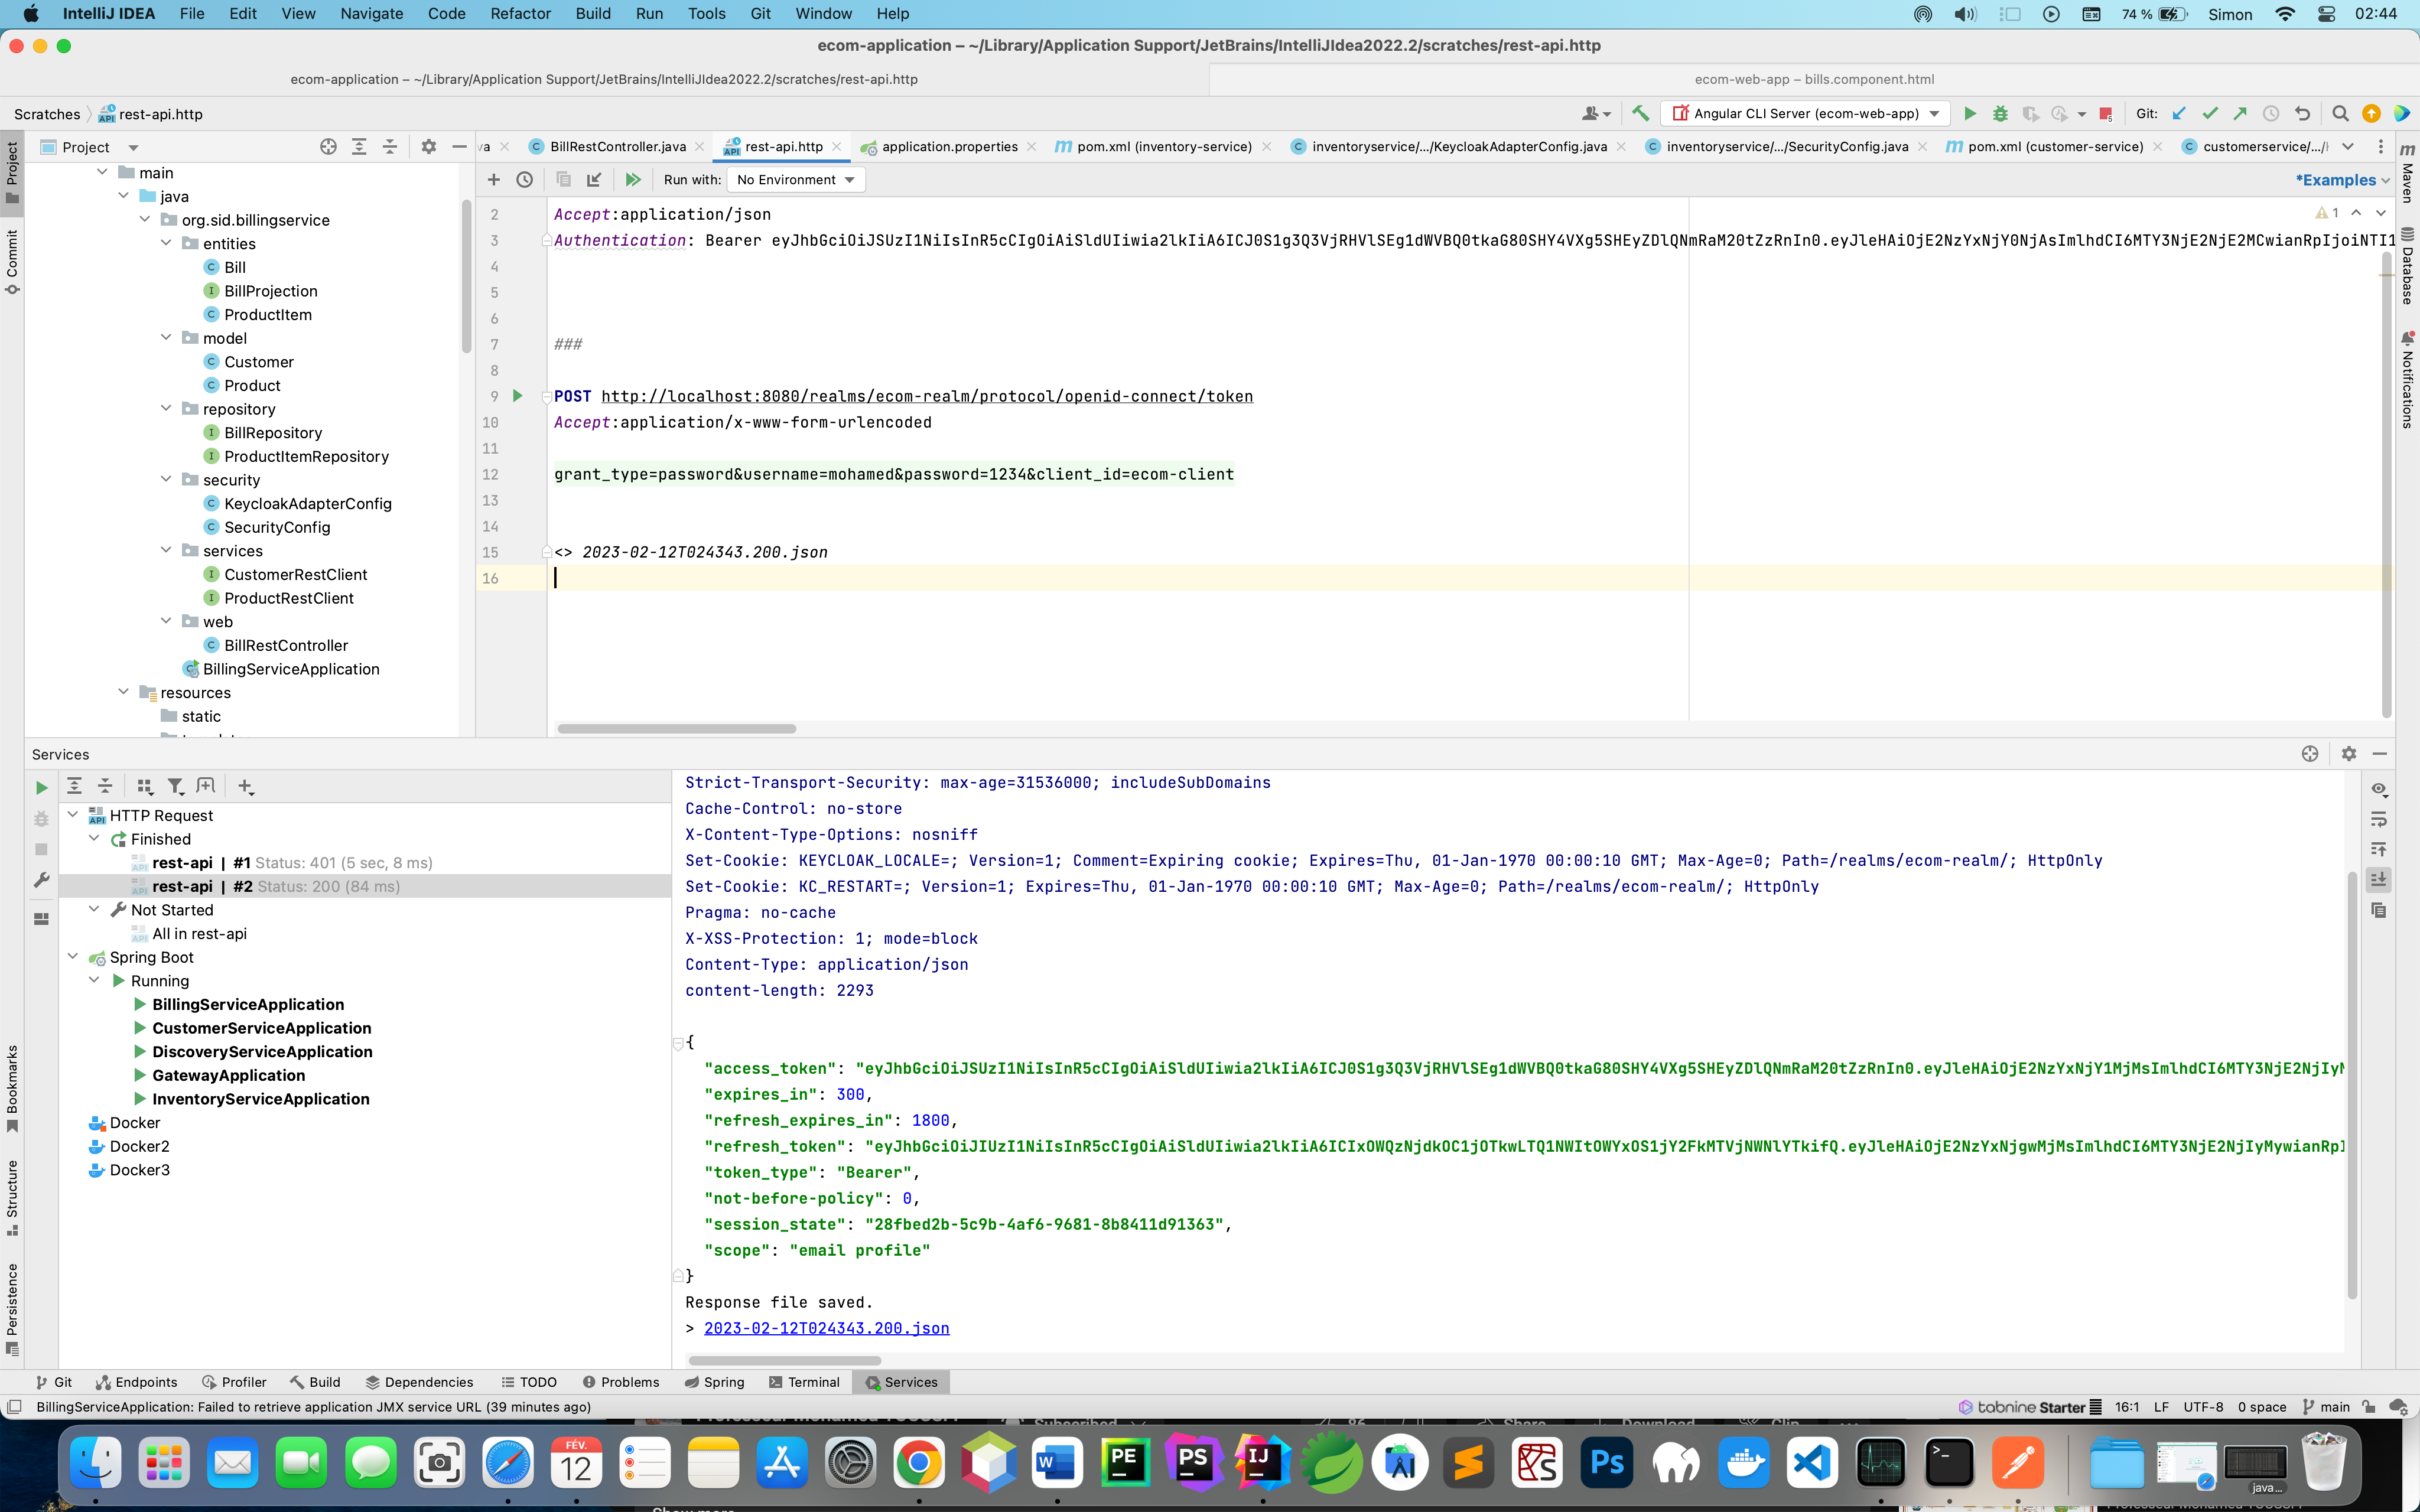 IntelliJ IDEA File Edit View Navigate Code Refactor Build Run Tools Git Window Help 74 % Simon 02:44
ecom-application – ~/Library/Application Support/JetBrains/IntelliJIdea2022.2/scratches/rest-api.http
ecom-application – ~/Library/Application Support/JetBrains/IntelliJIdea2022.2/scratches/rest-api.http ecom-web-app – bills.component.html
Scratches rest-api.http Angular CLI Server (ecom-web-app) Git:
Project va BillRestController.java rest-api.http application.properties pom.xml (inventory-service) inventoryservice/.../KeycloakAdapterConfig.java inventoryservice/.../SecurityConfig.java pom.xml (customer-service) customerservice/.../
Run with: No Environment *Examples
Project
Commit
Bookmarks
Structure
Persistence
Maven
Database
Notifications
main
java
org.sid.billingservice
entities
Bill
BillProjection
ProductItem
model
Customer
Product
repository
BillRepository
ProductItemRepository
security
KeycloakAdapterConfig
SecurityConfig
services
CustomerRestClient
ProductRestClient
web
BillRestController
BillingServiceApplication
resources
static
2 Accept:application/json 1
3 Authentication: Bearer eyJhbGciOiJSUzI1NiIsInR5cCIgOiAiSldUIiwia2lkIiA6ICJ0S1g3Q3VjRHVlSEg1dWVBQ0tkaG80SHY4VXg5SHEyZDlQNmRaM20tZzRnIn0.eyJleHAiOjE2NzYxNjY0NjAsImlhdCI6MTY3NjE2NjE2MCwianRpIjoiNTI1
4
5
6
7 ###
8
9 POST http://localhost:8080/realms/ecom-realm/protocol/openid-connect/token
10 Accept:application/x-www-form-urlencoded
11
12 grant_type=password&username=mohamed&password=1234&client_id=ecom-client
13
14
15 <> 2023-02-12T024343.200.json
16
Services
HTTP Request
Finished
rest-api | #1 Status: 401 (5 sec, 8 ms)
rest-api | #2 Status: 200 (84 ms)
Not Started
All in rest-api
Spring Boot
Running
BillingServiceApplication
CustomerServiceApplication
DiscoveryServiceApplication
GatewayApplication
InventoryServiceApplication
Docker
Docker2
Docker3
Strict-Transport-Security: max-age=31536000; includeSubDomains
Cache-Control: no-store
X-Content-Type-Options: nosniff
Set-Cookie: KEYCLOAK_LOCALE=; Version=1; Comment=Expiring cookie; Expires=Thu, 01-Jan-1970 00:00:10 GMT; Max-Age=0; Path=/realms/ecom-realm/; HttpOnly
Set-Cookie: KC_RESTART=; Version=1; Expires=Thu, 01-Jan-1970 00:00:10 GMT; Max-Age=0; Path=/realms/ecom-realm/; HttpOnly
Pragma: no-cache
X-XSS-Protection: 1; mode=block
Content-Type: application/json
content-length: 2293
{
"access_token": "eyJhbGciOiJSUzI1NiIsInR5cCIgOiAiSldUIiwia2lkIiA6ICJ0S1g3Q3VjRHVlSEg1dWVBQ0tkaG80SHY4VXg5SHEyZDlQNmRaM20tZzRnIn0.eyJleHAiOjE2NzYxNjY1MjMsImlhdCI6MTY3NjE2NjIyM
"expires_in": 300,
"refresh_expires_in": 1800,
"refresh_token": "eyJhbGciOiJIUzI1NiIsInR5cCIgOiAiSldUIiwia2lkIiA6ICIxOWQzNjdkOC1jOTkwLTQ1NWItOWYxOS1jY2FkMTVjNWNlYTkifQ.eyJleHAiOjE2NzYxNjgwMjMsImlhdCI6MTY3NjE2NjIyMywianRpI
"token_type": "Bearer",
"not-before-policy": 0,
"session_state": "28fbed2b-5c9b-4af6-9681-8b8411d91363",
"scope": "email profile"
}
Response file saved.
> 2023-02-12T024343.200.json
Git Endpoints Profiler Build Dependencies TODO Problems Spring Terminal Services
BillingServiceApplication: Failed to retrieve application JMX service URL (39 minutes ago) tabnine Starter 16:1 LF UTF-8 0 space main
FÉV.
12
W
PE
PS
IJ
Ps
java...